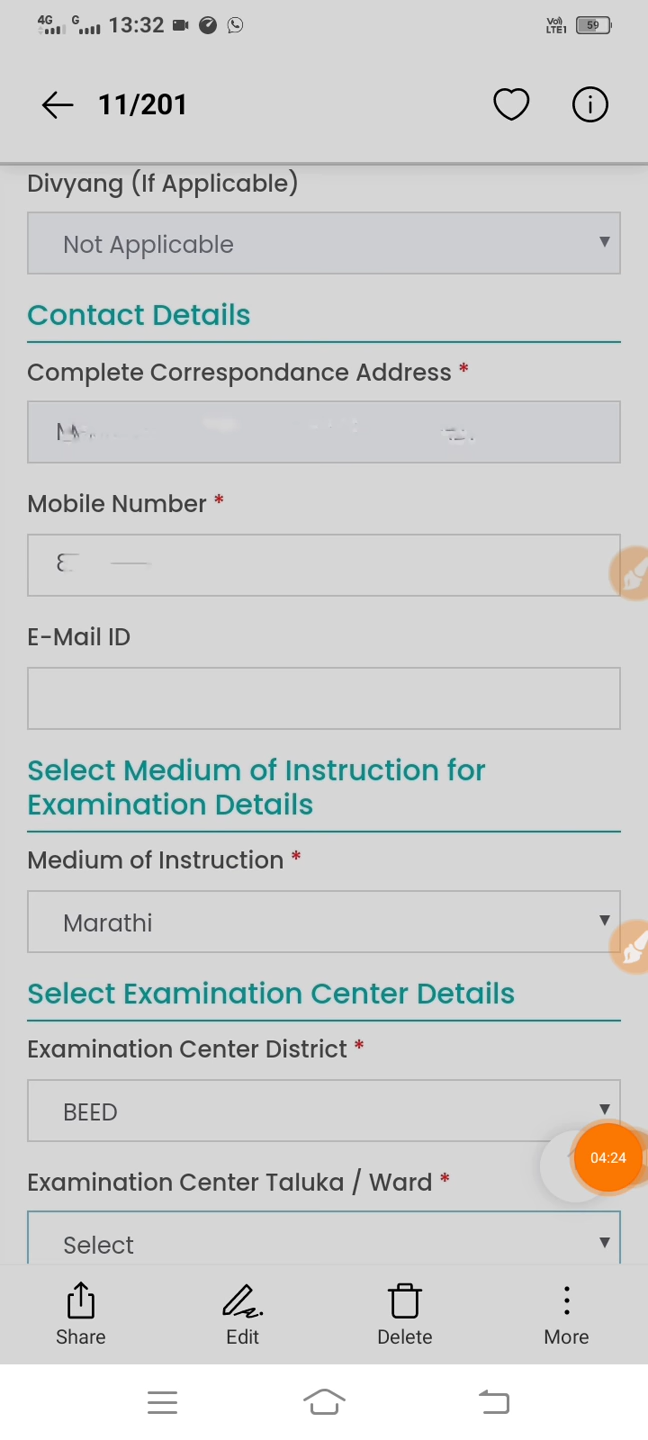 4G G 13:32 Vo) LTE1 59
11/201
Divyang (If Applicable)
Not Applicable
Contact Details
Complete Correspondance Address *
Mobile Number *
8
E-Mail ID
Select Medium of Instruction for
Examination Details
Medium of Instruction *
Marathi
Select Examination Center Details
Examination Center District *
BEED
04:24
Examination Center Taluka / Ward *
Select
Share Edit Delete More